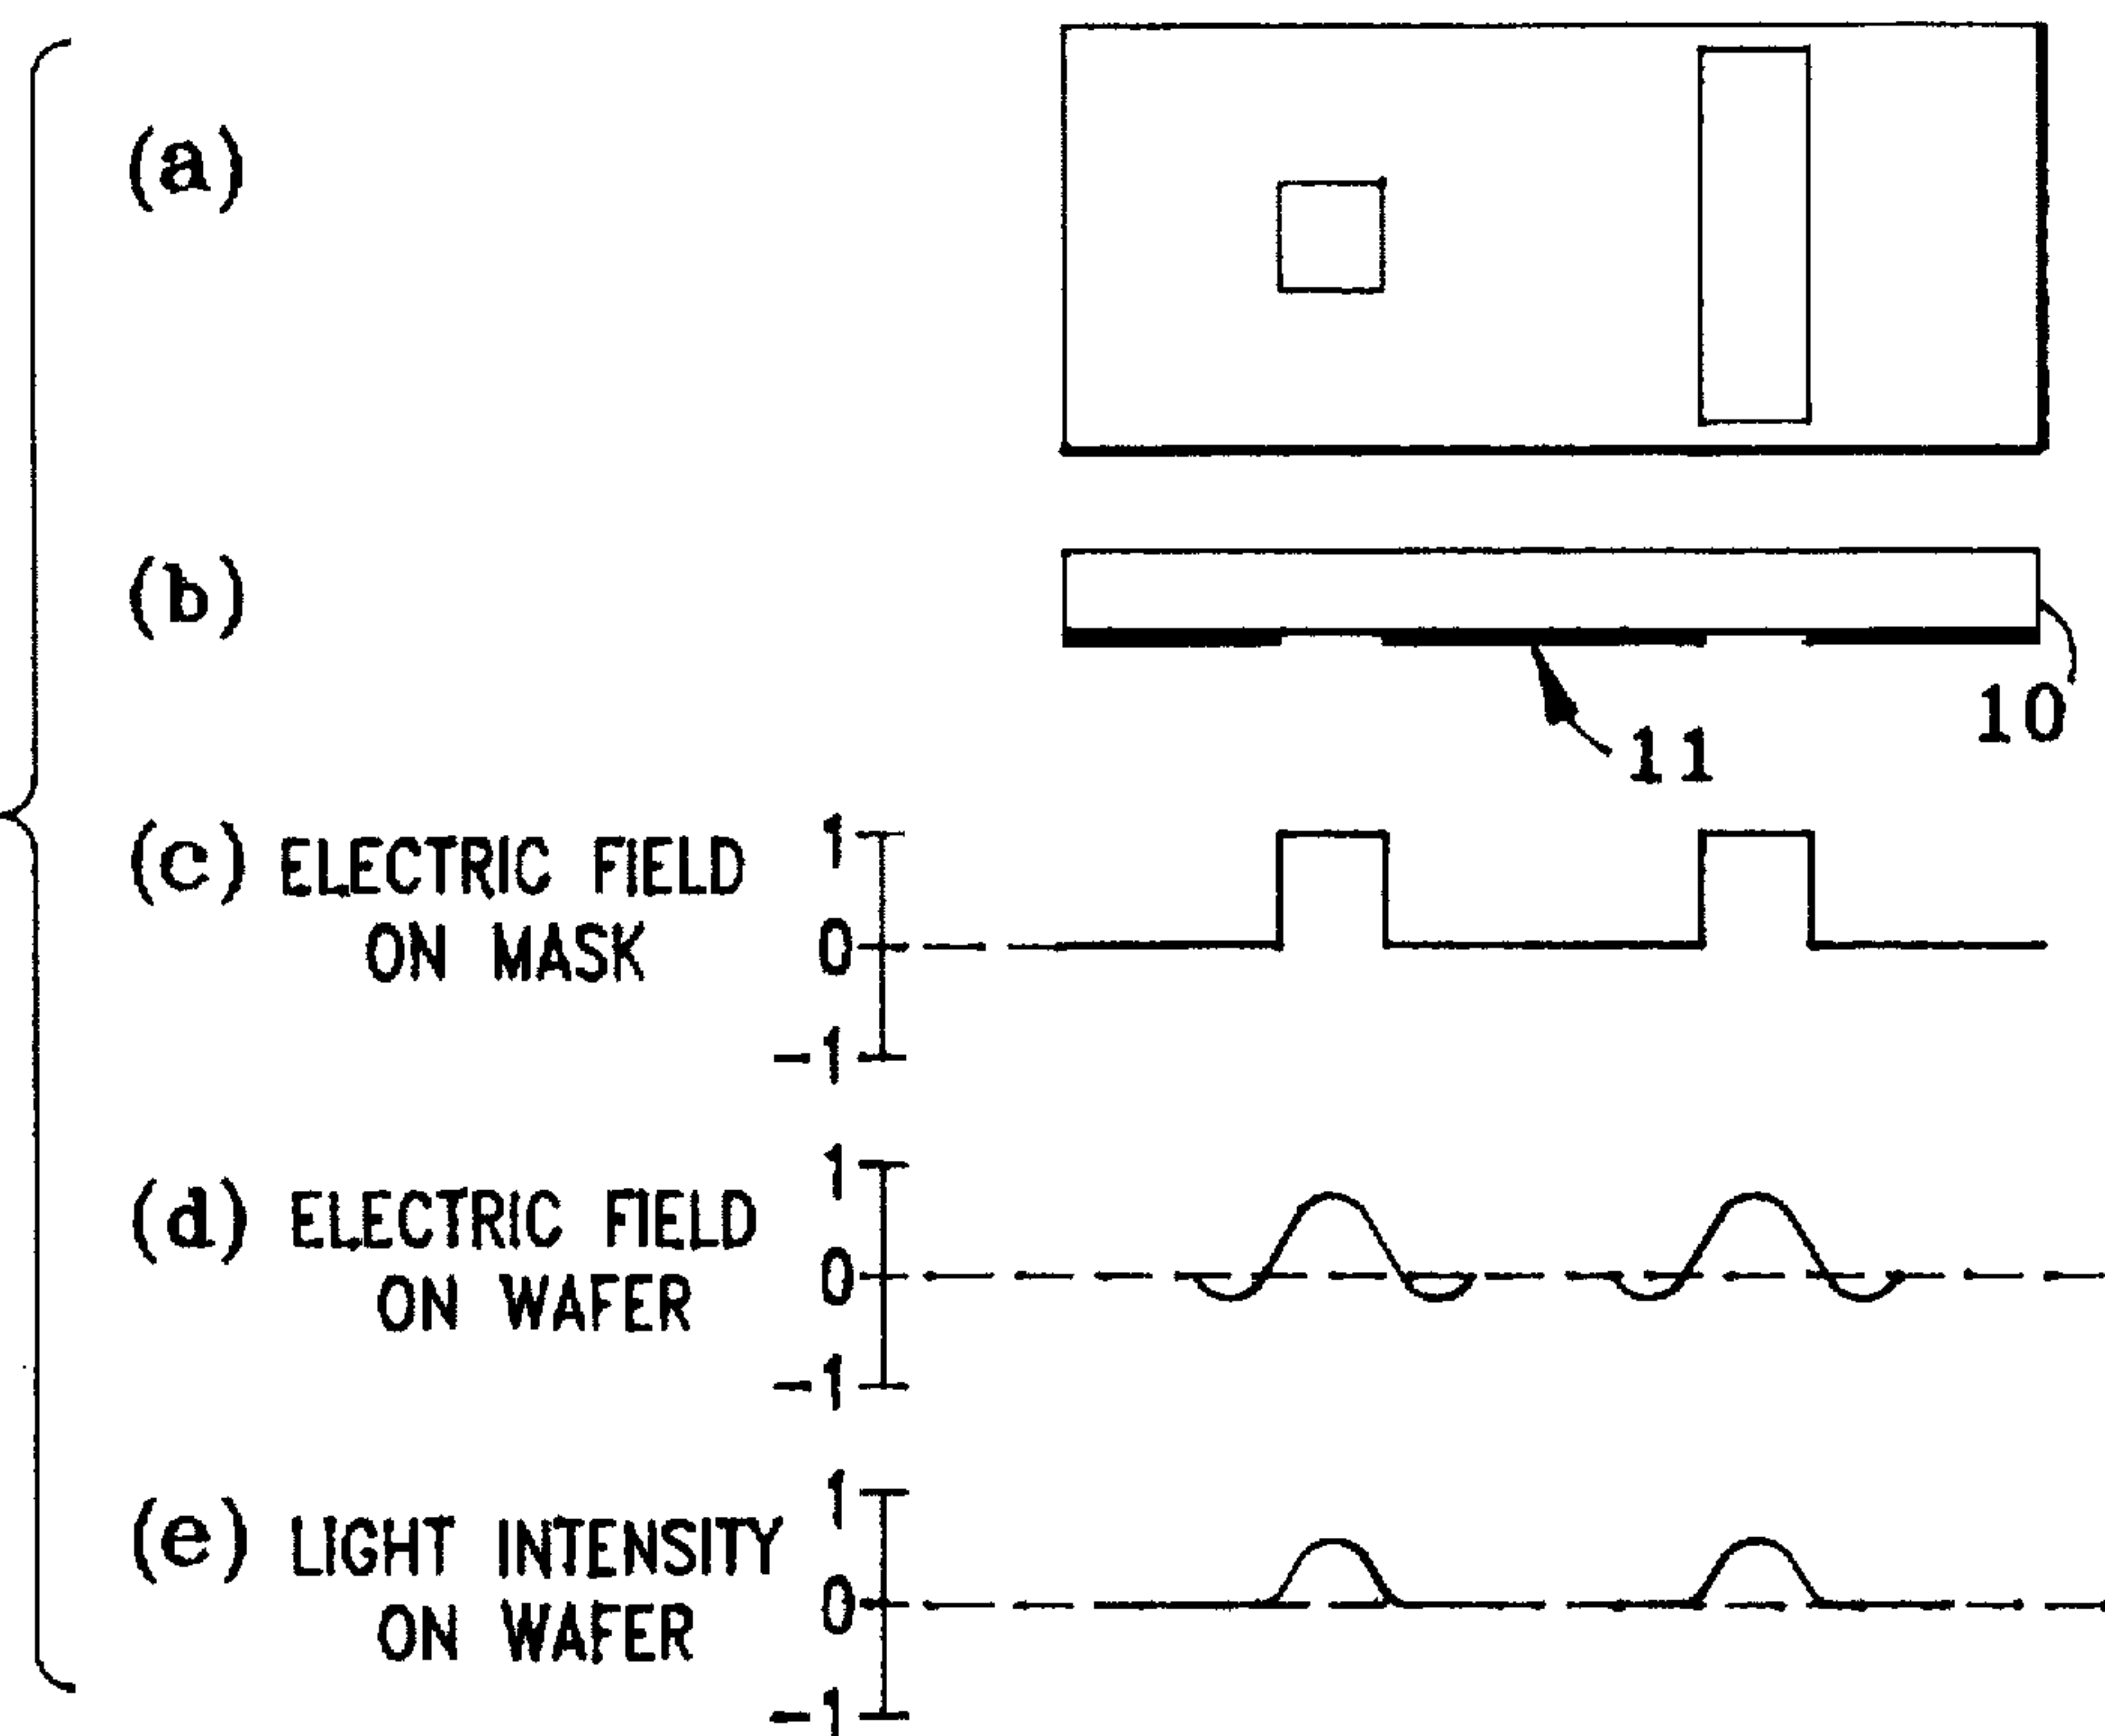 (a)
(b)
10
11
(c) ELECTRIC FIELD
ON MASK
1
0
-1
(d) ELECTRIC FIELD
ON WAFER
1
0
-1
(e) LIGHT INTENSITY
ON WAFER
1
0
-1